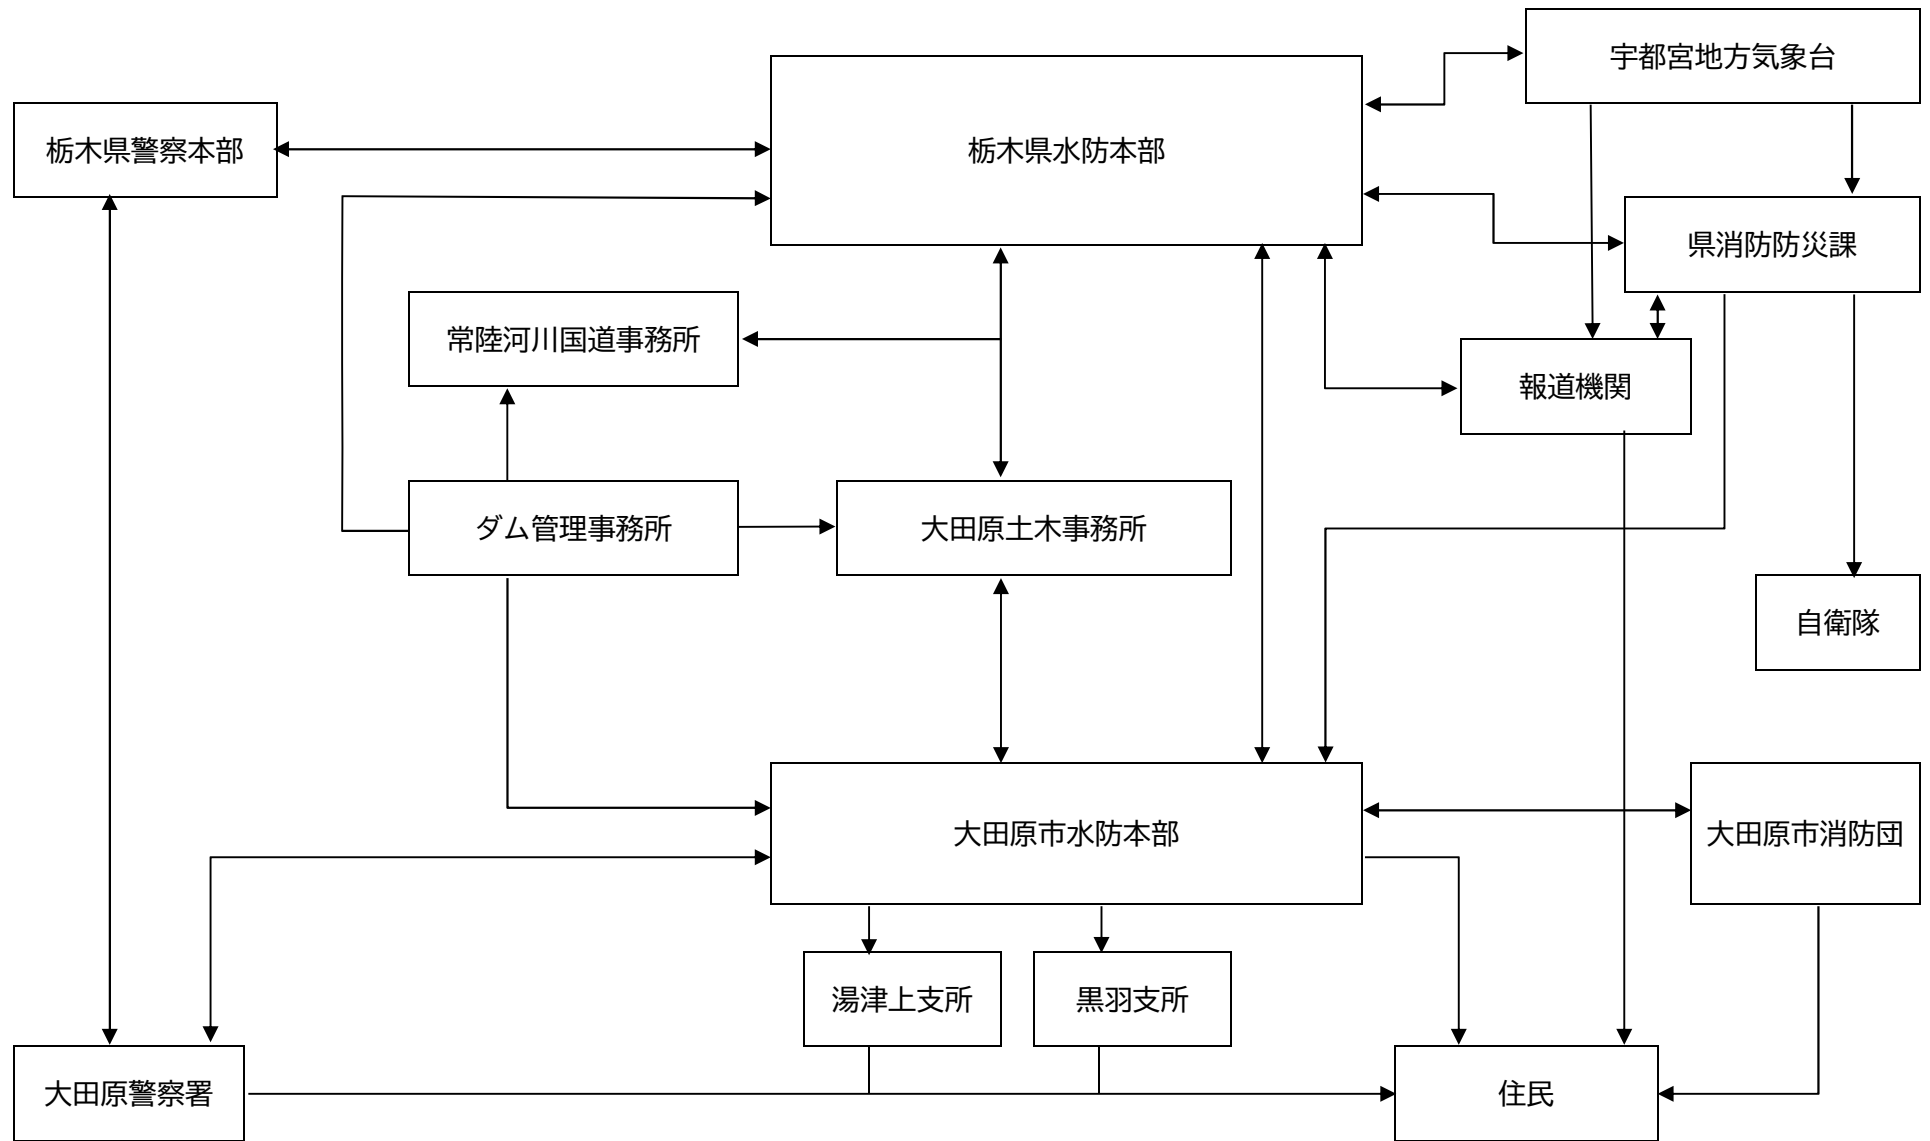 宇都宮地方気象台
栃木県警察本部
栃木県水防本部
県消防防災課
常陸河川国道事務所
報道機関
ダム管理事務所
大田原土木事務所
自衛隊
大田原市水防本部
大田原市消防団
湯津上支所
黒羽支所
大田原警察署
住民